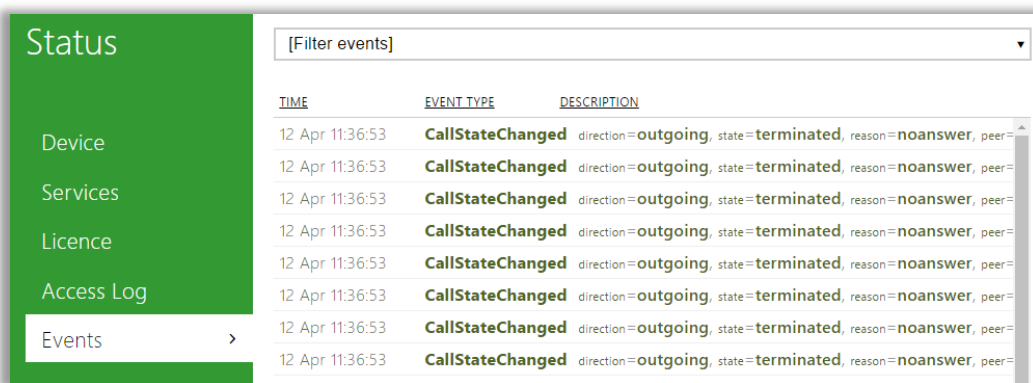 Status
[Filter events]
TIME EVENT TYPE DESCRIPTION
Device
Services
Licence
Access Log
Events
12 Apr 11:36:53 CallStateChanged direction=outgoing, state=terminated, reason=noanswer, peer=
12 Apr 11:36:53 CallStateChanged direction=outgoing, state=terminated, reason=noanswer, peer=
12 Apr 11:36:53 CallStateChanged direction=outgoing, state=terminated, reason=noanswer, peer=
12 Apr 11:36:53 CallStateChanged direction=outgoing, state=terminated, reason=noanswer, peer=
12 Apr 11:36:53 CallStateChanged direction=outgoing, state=terminated, reason=noanswer, peer=
12 Apr 11:36:53 CallStateChanged direction=outgoing, state=terminated, reason=noanswer, peer=
12 Apr 11:36:53 CallStateChanged direction=outgoing, state=terminated, reason=noanswer, peer=
12 Apr 11:36:53 CallStateChanged direction=outgoing, state=terminated, reason=noanswer, peer=